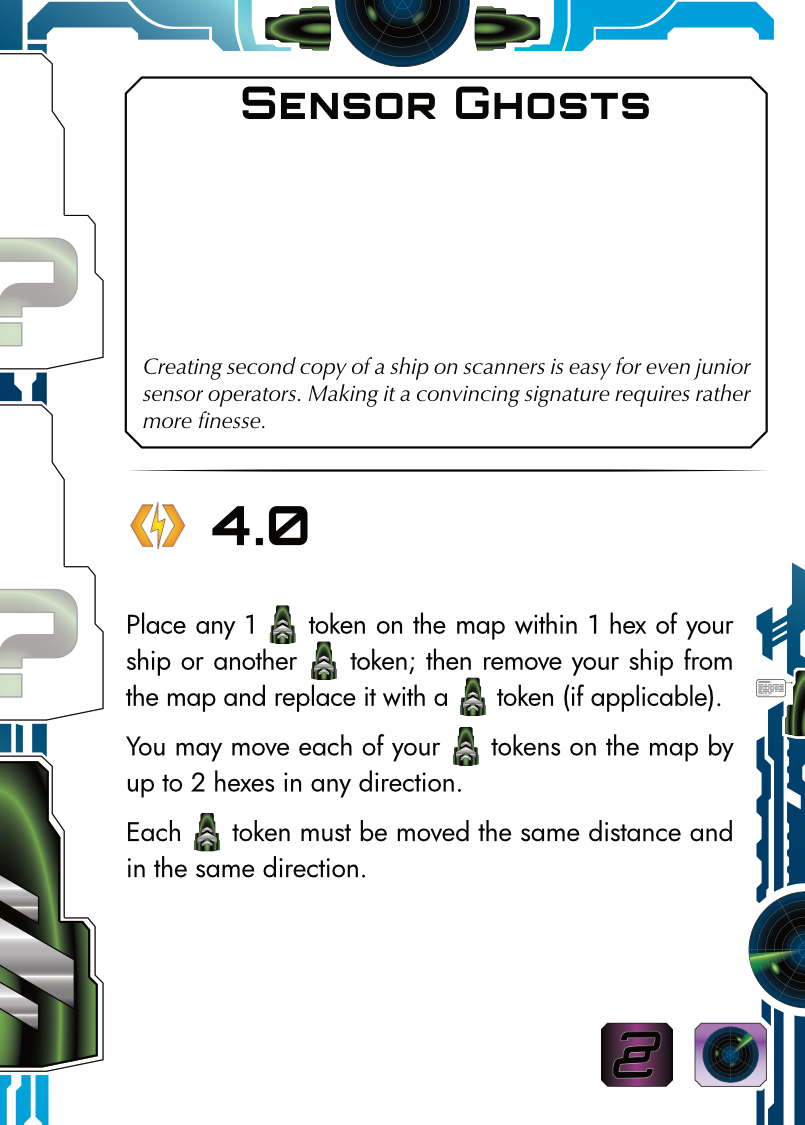 Sensor Ghosts
Creating second copy of a ship on scanners is easy for even junior
sensor operators. Making it a convincing signature requires rather
more finesse.
4.0
Place any 1 token on the map within 1 hex of your
ship or another token; then remove your ship from
the map and replace it with a token (if applicable).
You may move each of your tokens on the map by
up to 2 hexes in any direction.
Each token must be moved the same distance and
in the same direction.
?
?
2